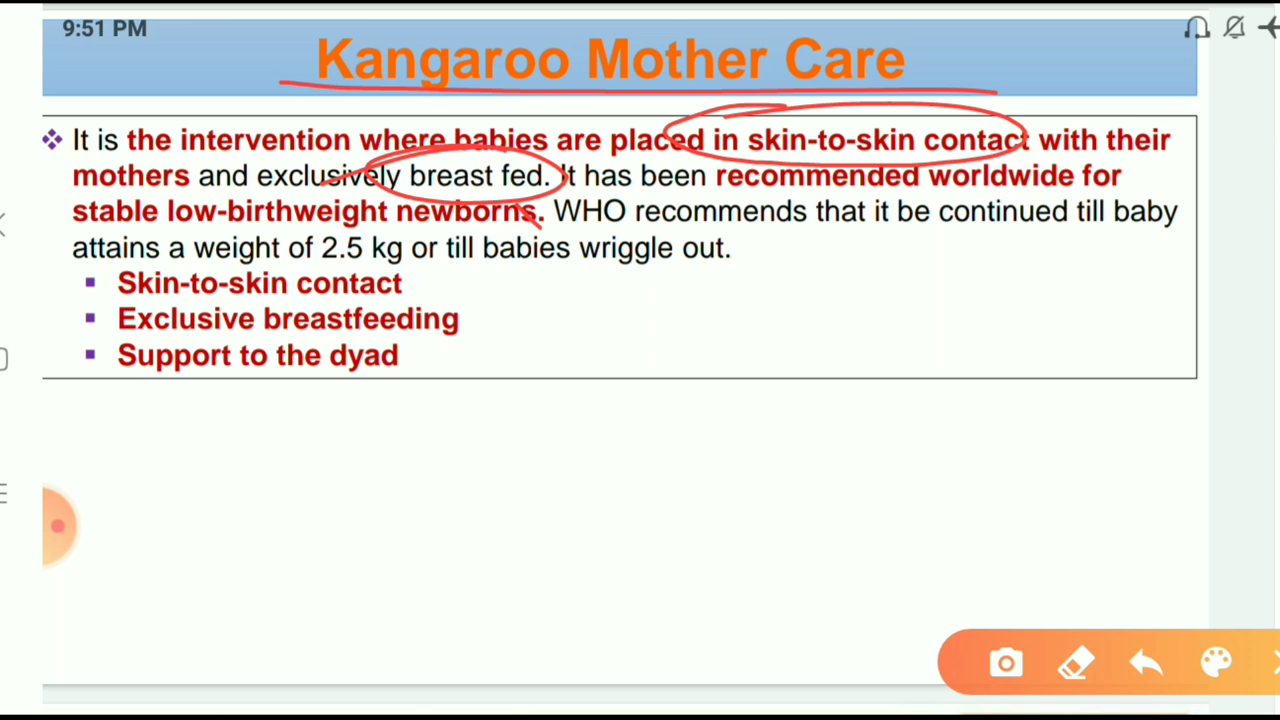 9:51 PM
Kangaroo Mother Care
It is the intervention where babies are placed in skin-to-skin contact with their
mothers and exclusively breast fed. It has been recommended worldwide for
stable low-birthweight newborns. WHO recommends that it be continued till baby
attains a weight of 2.5 kg or till babies wriggle out.
Skin-to-skin contact
Exclusive breastfeeding
Support to the dyad